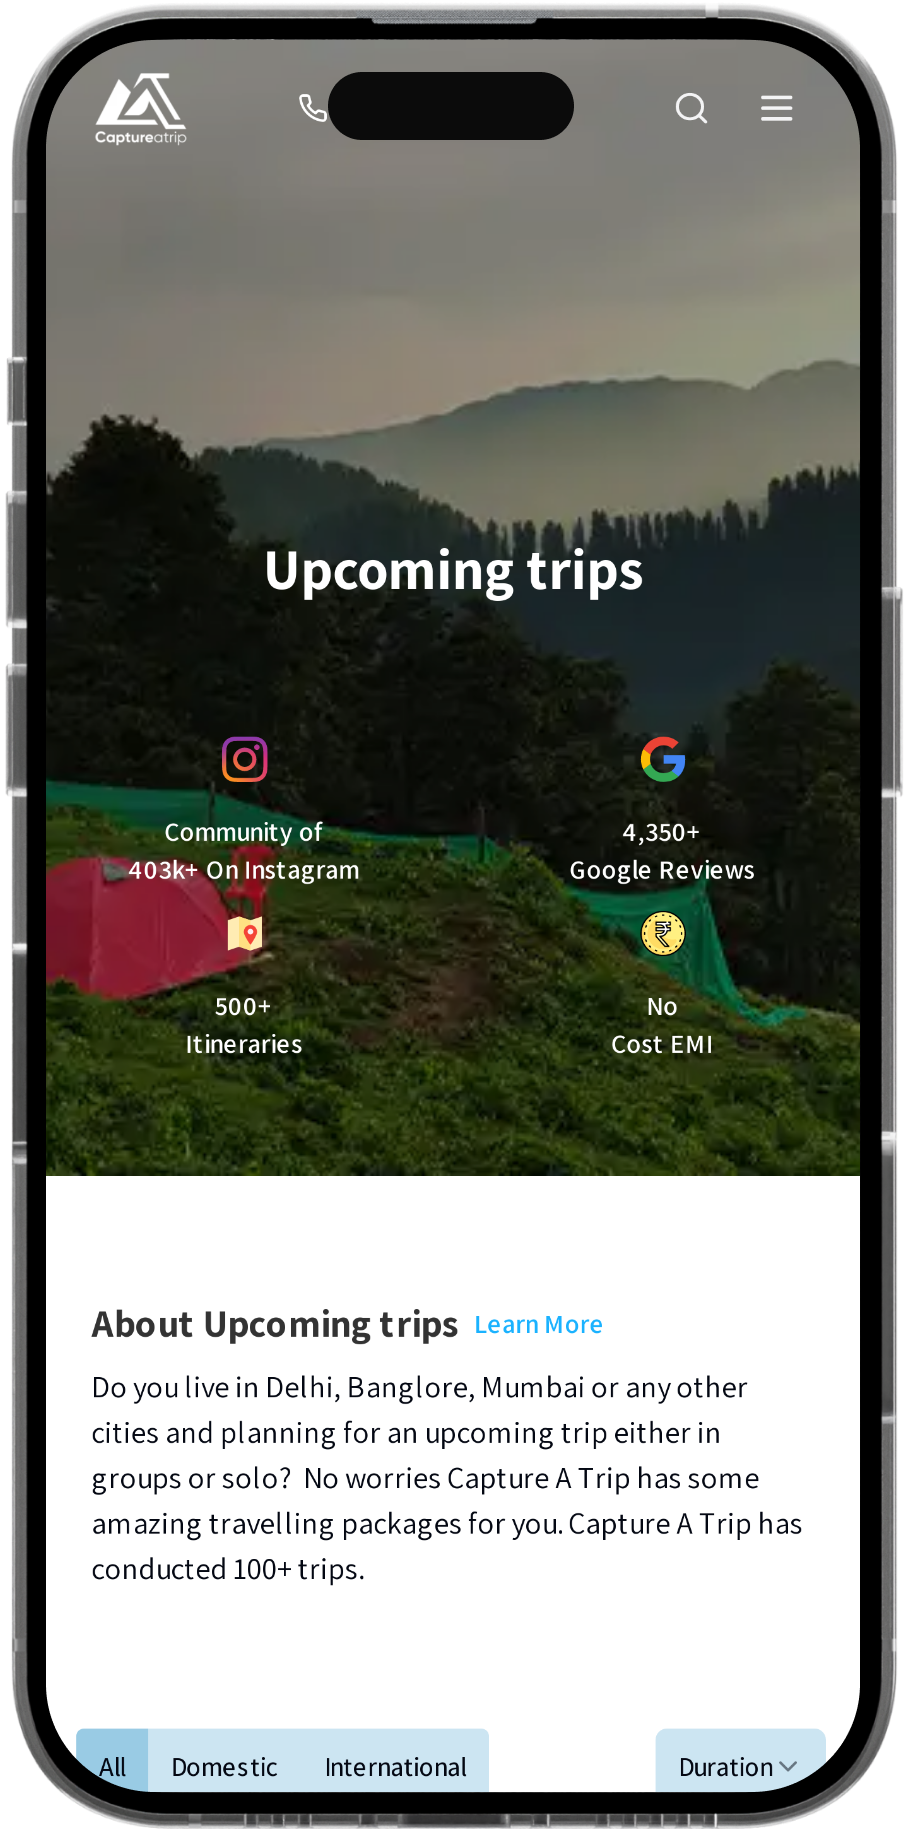 Captureatrip
Upcoming trips
Community of
403k+ On Instagram
4,350+
Google Reviews
500+
Itineraries
No
Cost EMI
About Upcoming trips Learn More
Do you live in Delhi, Banglore, Mumbai or any other
cities and planning for an upcoming trip either in
groups or solo?  No worries Capture A Trip has some
amazing travelling packages for you. Capture A Trip has
conducted 100+ trips.
All Domestic International Duration